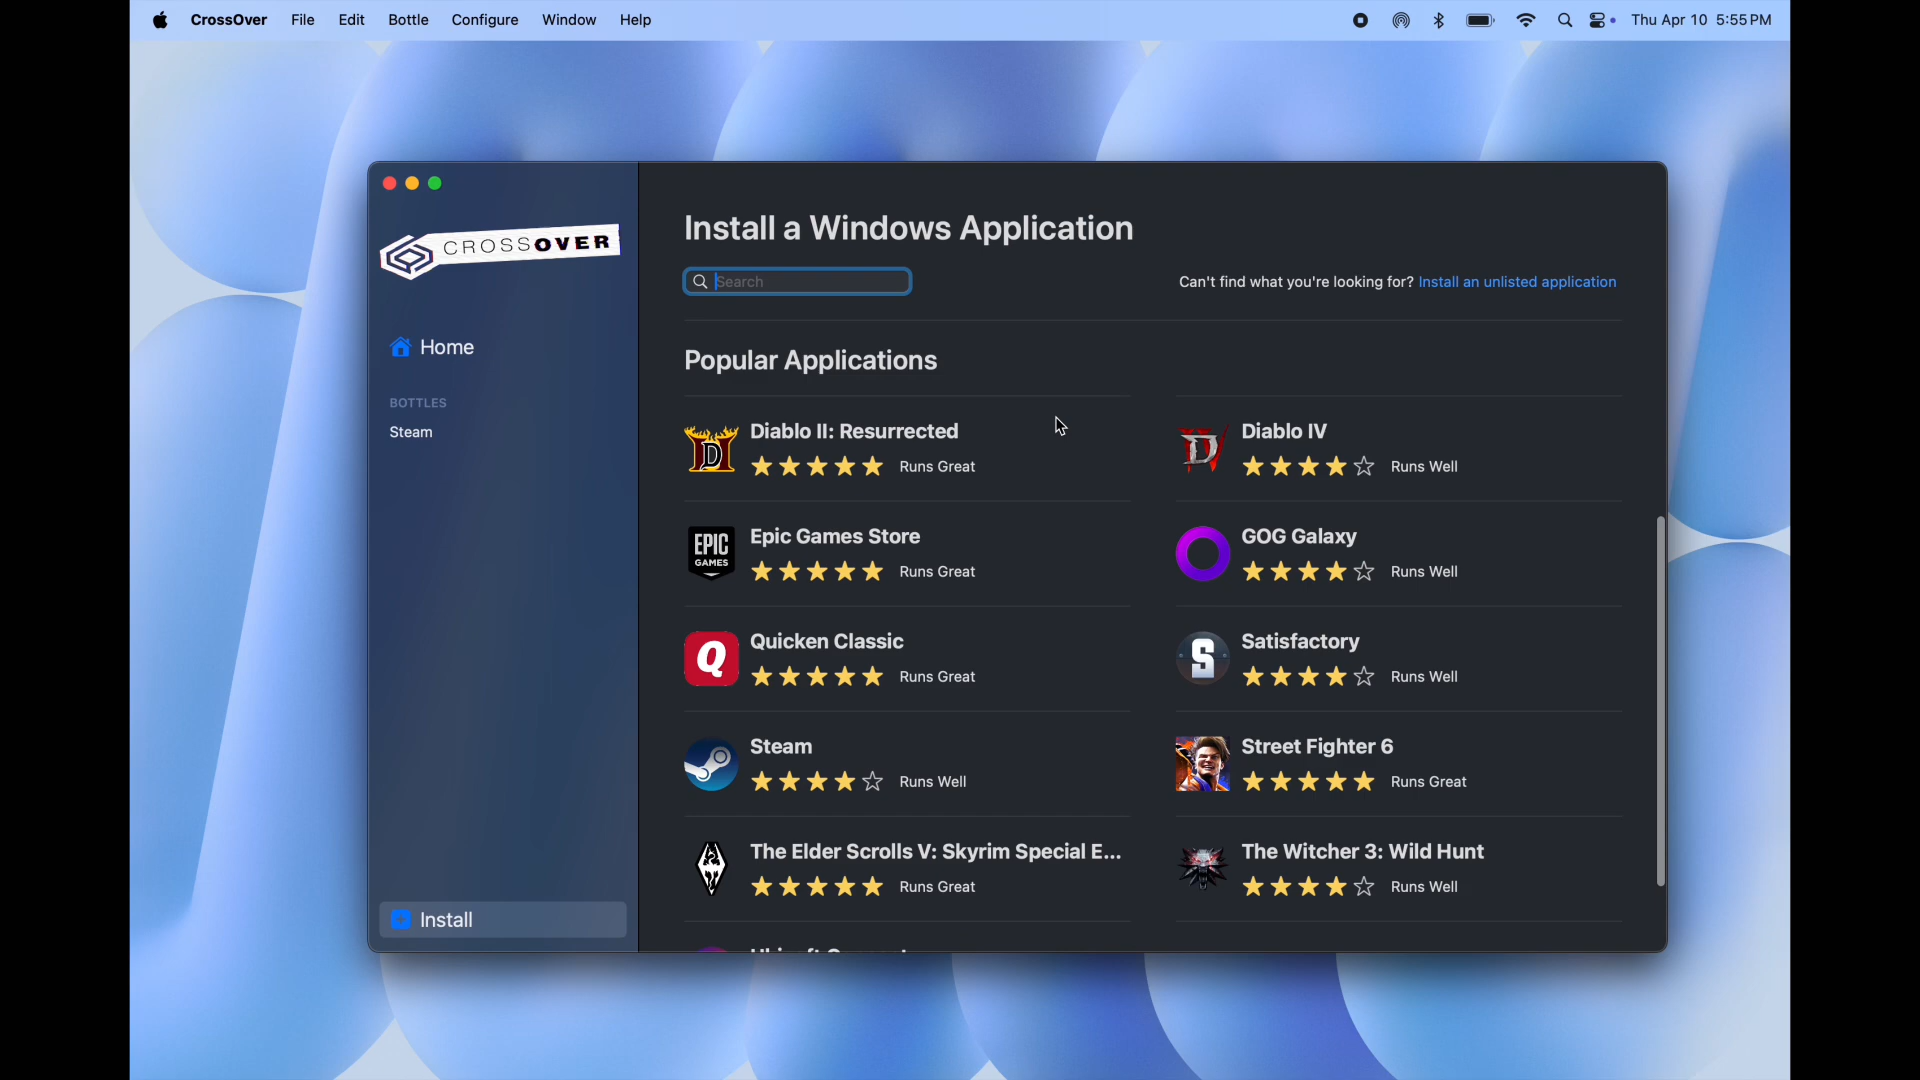 CrossOver File Edit Bottle Configure Window Help Thu Apr 10 5:55 PM
CROSSOVER
Home
BOTTLES
Steam
Install
Install a Windows Application
Search
Can't find what you're looking for? Install an unlisted application
Popular Applications
Diablo II: Resurrected
Runs Great
Diablo IV
Runs Well
EPIC
GAMES
Epic Games Store
Runs Great
GOG Galaxy
Runs Well
Q
Quicken Classic
Runs Great
S
Satisfactory
Runs Well
Steam
Runs Well
Street Fighter 6
Runs Great
The Elder Scrolls V: Skyrim Special E...
Runs Great
The Witcher 3: Wild Hunt
Runs Well